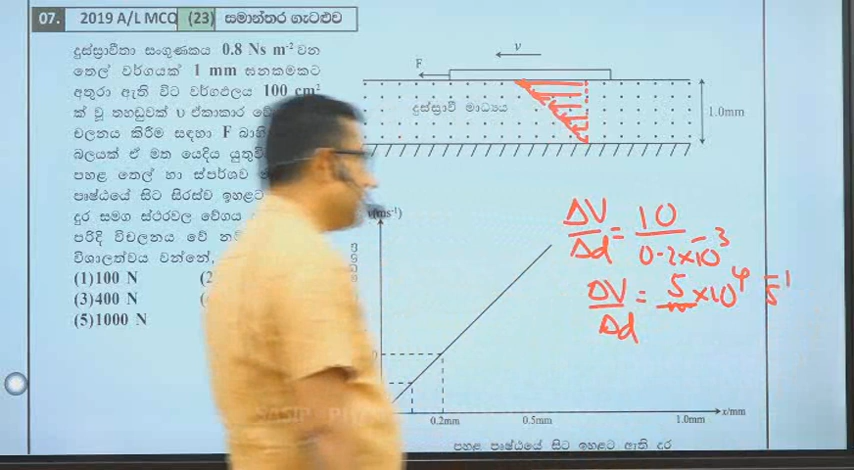 07. 2019 A/L MCQ (23) සමාන්තර ගැටළුව
දුස්ස්‍රාවීතා සංගුණකය 0.8 Ns m⁻² වන
තෙල් වර්ගයක් 1 mm ඝනකමකට
අතුරා ඇති විට වර්ගඵලය 100 cm²
ක් වූ තහඩුවක් υ ඒකාකාර
චලනය කිරීම සඳහා F
බලයක් ඒ මත යෙදිය
පහළ තෙල් හා ස්පර්ශව
පෘෂ්ඨයේ සිට සිරස්ව ඉහළට
දුර සමග ස්ථරවල වේගය
පරිදි විචලනය වේ
විශාලත්වය වන්නේ,
(1)100 N
(3)400 N
(5)1000 N
v
F
දුස්ස්‍රාවී මාධ්‍යය
1.0mm
v(ms⁻¹)
0.2mm 0.5mm 1.0mm x/mm
පහළ පෘෂ්ඨයේ සිට ඉහළට ඇති දුර
ΔV/Δd = 10/0.2×10⁻³
ΔV/Δd = 5×10⁴ s⁻¹